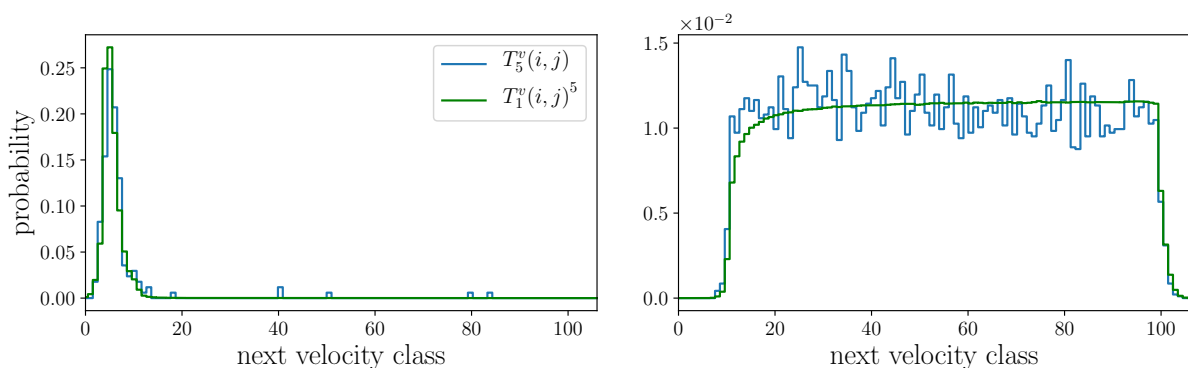 ×10⁻²
0.25
0.20
0.15
0.10
0.05
0.00
probability
T₅ᵛ(i, j)
T₁ᵛ(i, j)⁵
0 20 40 60 80 100
next velocity class
1.5
1.0
0.5
0.0
0 20 40 60 80 100
next velocity class